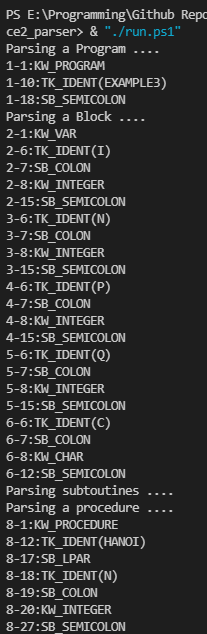 PS E:\Programming\Github Repo
ce2_parser> & "./run.ps1"
Parsing a Program ....
1-1:KW_PROGRAM
1-10:TK_IDENT(EXAMPLE3)
1-18:SB_SEMICOLON
Parsing a Block ....
2-1:KW_VAR
2-6:TK_IDENT(I)
2-7:SB_COLON
2-8:KW_INTEGER
2-15:SB_SEMICOLON
3-6:TK_IDENT(N)
3-7:SB_COLON
3-8:KW_INTEGER
3-15:SB_SEMICOLON
4-6:TK_IDENT(P)
4-7:SB_COLON
4-8:KW_INTEGER
4-15:SB_SEMICOLON
5-6:TK_IDENT(Q)
5-7:SB_COLON
5-8:KW_INTEGER
5-15:SB_SEMICOLON
6-6:TK_IDENT(C)
6-7:SB_COLON
6-8:KW_CHAR
6-12:SB_SEMICOLON
Parsing subtoutines ....
Parsing a procedure ....
8-1:KW_PROCEDURE
8-12:TK_IDENT(HANOI)
8-17:SB_LPAR
8-18:TK_IDENT(N)
8-19:SB_COLON
8-20:KW_INTEGER
8-27:SB_SEMICOLON